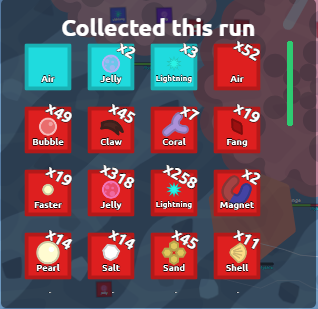 Collected this run
Air
x2
Jelly
x3
Lightning
x52
Air
x49
Bubble
x45
Claw
x7
Coral
x19
Fang
x19
Faster
x318
Jelly
x258
Lightning
x2
Magnet
x14
Pearl
x14
Salt
x45
Sand
x11
Shell